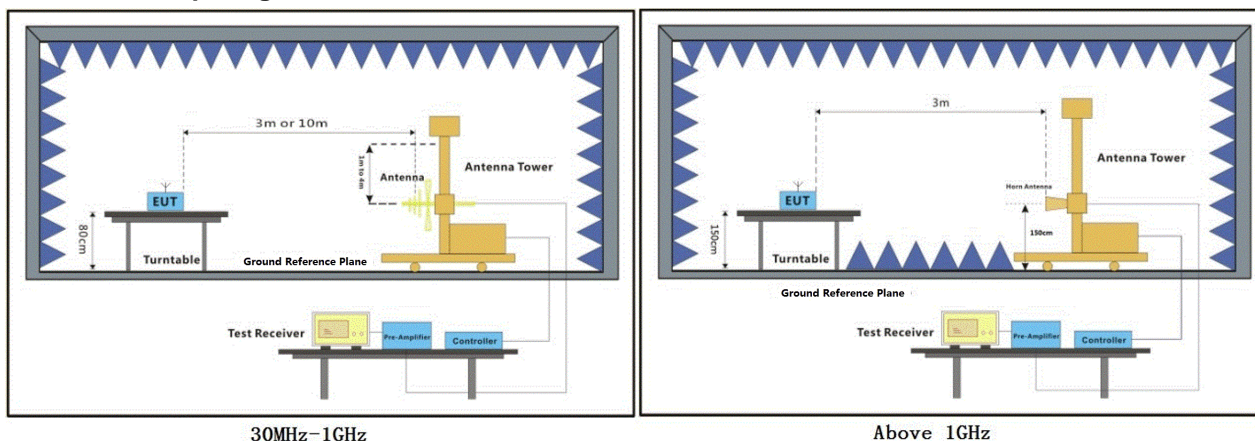 3m or 10m
1m to 4m
Antenna
Antenna Tower
EUT
80cm
Turntable
Ground Reference Plane
Test Receiver
Pre-Amplifier
Controller
30MHz-1GHz
3m
Antenna Tower
Horn Antenna
EUT
150cm
150cm
Turntable
Ground Reference Plane
Test Receiver
Pre-Amplifier
Controller
Above 1GHz